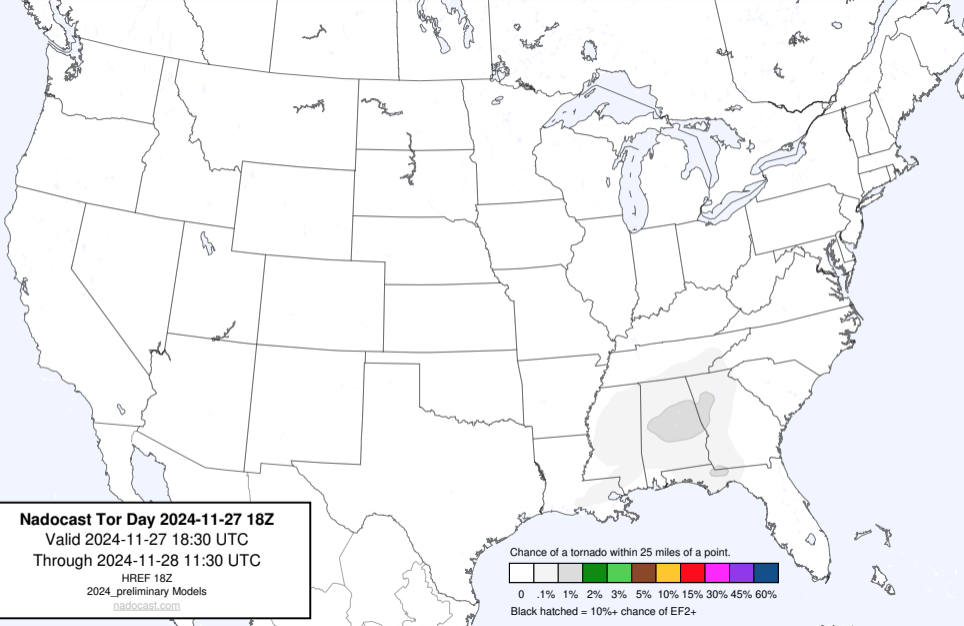 Nadocast Tor Day 2024-11-27 18Z
Valid 2024-11-27 18:30 UTC
Through 2024-11-28 11:30 UTC
HREF 18Z
2024_preliminary Models
nadocast.com
Chance of a tornado within 25 miles of a point.
0 .1% 1% 2% 3% 5% 10% 15% 30% 45% 60%
Black hatched = 10%+ chance of EF2+